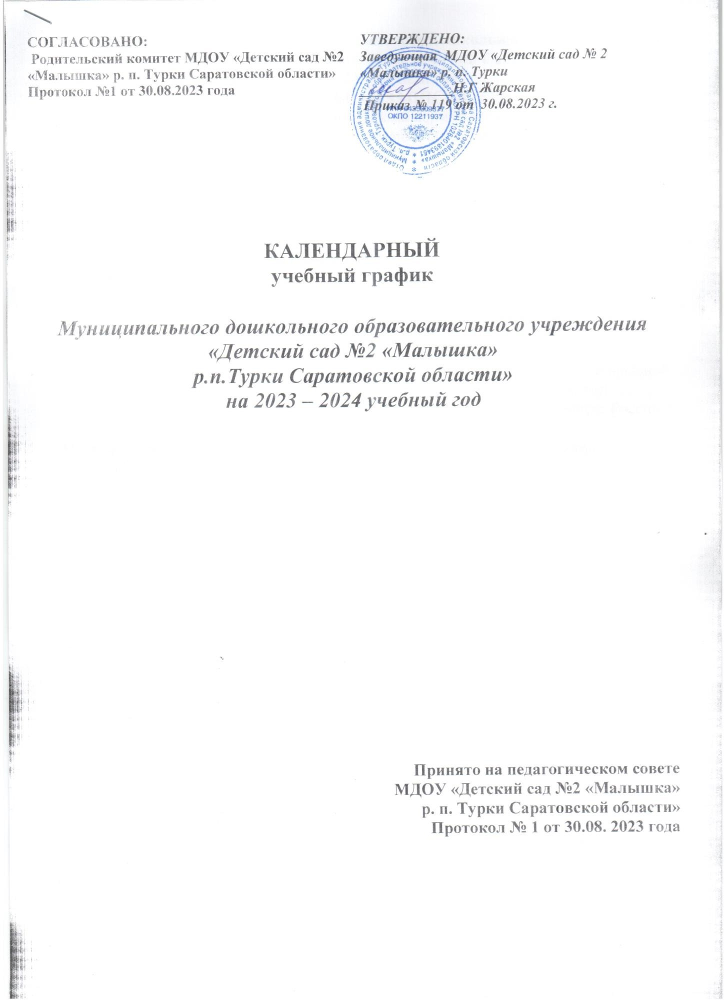 СОГЛАСОВАНО:
Родительский комитет МДОУ «Детский сад №2
«Малышка» р. п. Турки Саратовской области»
Протокол №1 от 30.08.2023 года
УТВЕРЖДЕНО:
Заведующая МДОУ «Детский сад № 2
«Малышка» р. п. Турки
Н.Г Жарская
Приказ № 119 от 30.08.2023 г.
ОКПО 12211937
КАЛЕНДАРНЫЙ
учебный график
Муниципального дошкольного образовательного учреждения
«Детский сад №2 «Малышка»
р.п.Турки Саратовской области»
на 2023 – 2024 учебный год
Принято на педагогическом совете
МДОУ «Детский сад №2 «Малышка»
р. п. Турки Саратовской области»
Протокол № 1 от 30.08. 2023 года